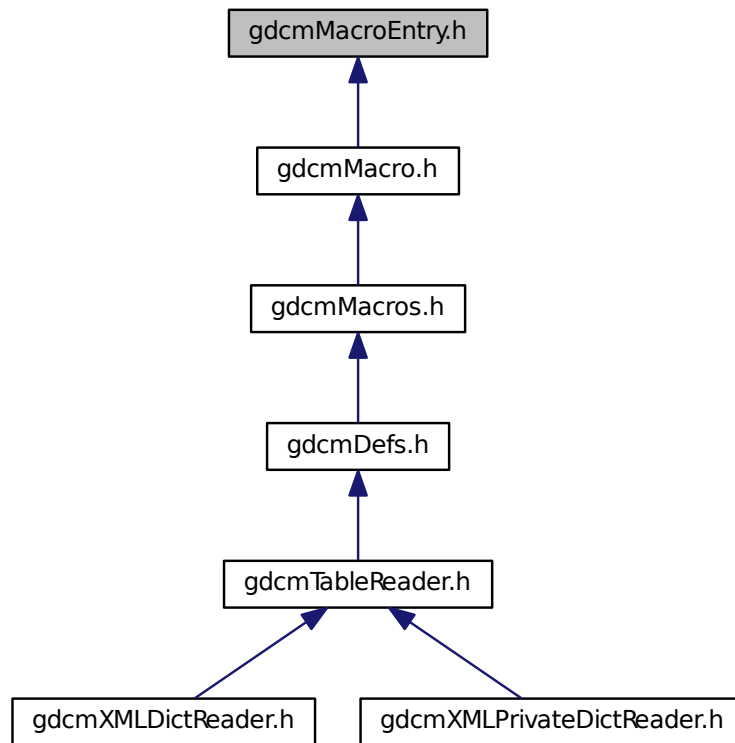 gdcmMacroEntry.h
gdcmMacro.h
gdcmMacros.h
gdcmDefs.h
gdcmTableReader.h
gdcmXMLDictReader.h
gdcmXMLPrivateDictReader.h